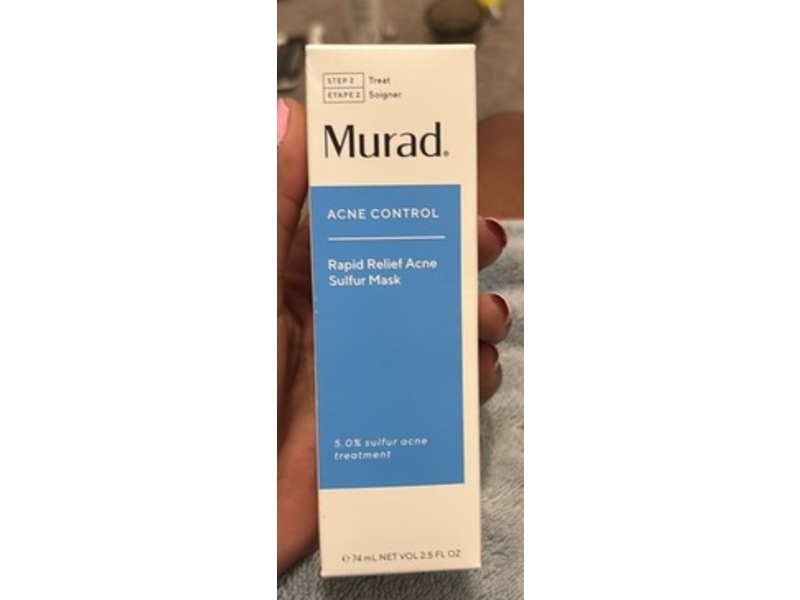 STEP 2 Treat
ÉTAPE 2 Soigner
Murad.
ACNE CONTROL
Rapid Relief Acne
Sulfur Mask
5.0% sulfur acne
treatment
℮ 74 mL NET VOL 2.5 FL OZ